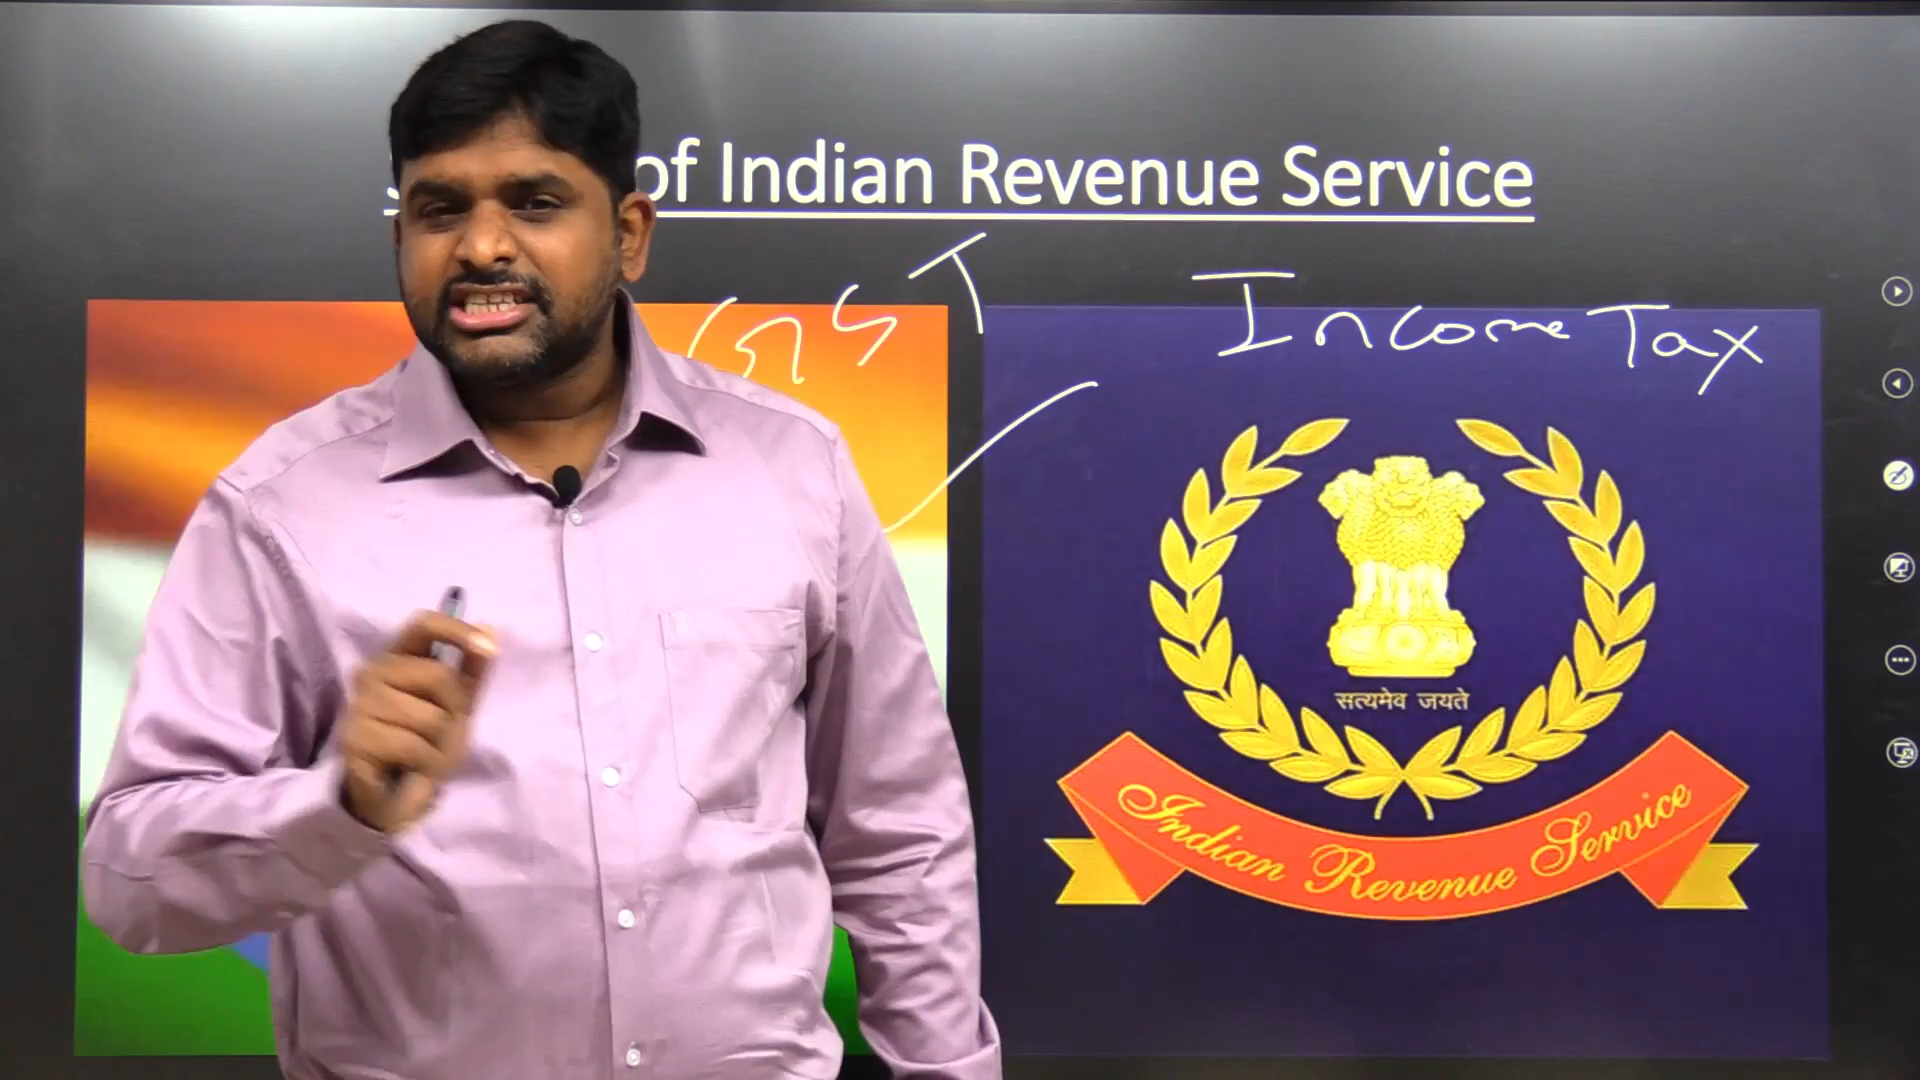 of Indian Revenue Service
GST
Income Tax
सत्यमेव जयते
Indian Revenue Service